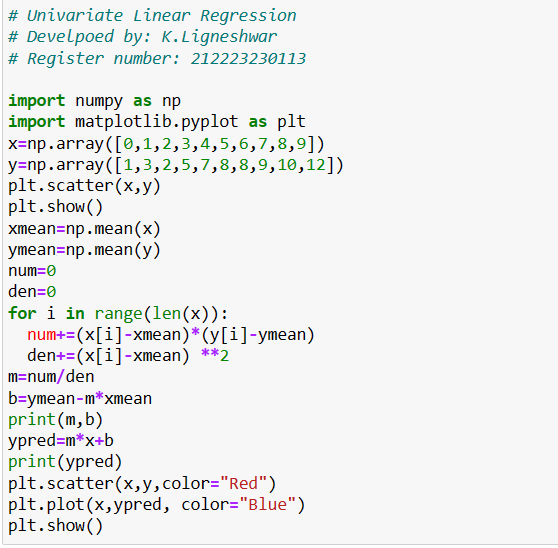 # Univariate Linear Regression
# Develpoed by: K.Ligneshwar
# Register number: 212223230113

import numpy as np
import matplotlib.pyplot as plt
x=np.array([0,1,2,3,4,5,6,7,8,9])
y=np.array([1,3,2,5,7,8,8,9,10,12])
plt.scatter(x,y)
plt.show()
xmean=np.mean(x)
ymean=np.mean(y)
num=0
den=0
for i in range(len(x)):
  num+=(x[i]-xmean)*(y[i]-ymean)
  den+=(x[i]-xmean) **2
m=num/den
b=ymean-m*xmean
print(m,b)
ypred=m*x+b
print(ypred)
plt.scatter(x,y,color="Red")
plt.plot(x,ypred, color="Blue")
plt.show()